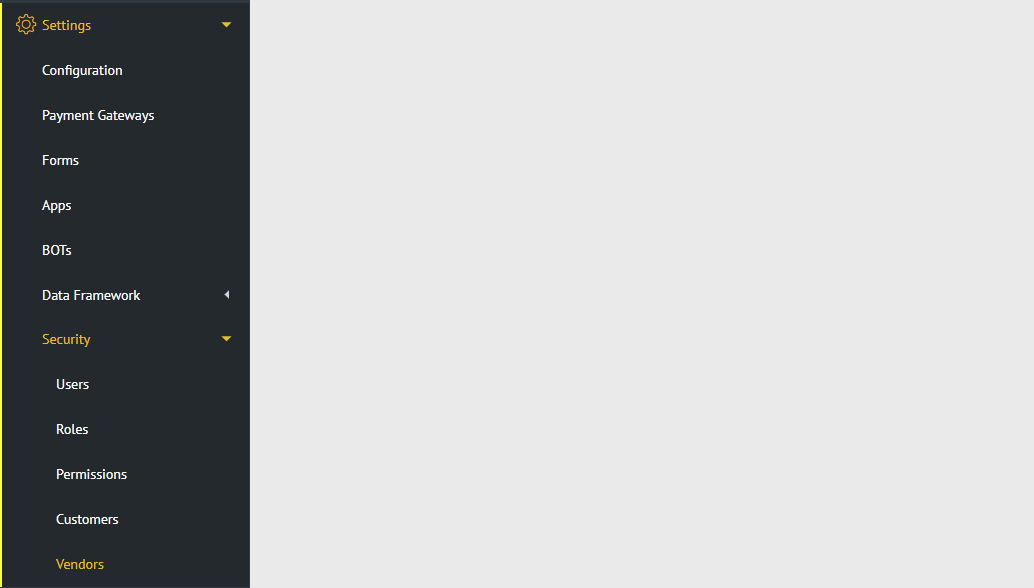 Settings
Configuration
Payment Gateways
Forms
Apps
BOTs
Data Framework
Security
Users
Roles
Permissions
Customers
Vendors